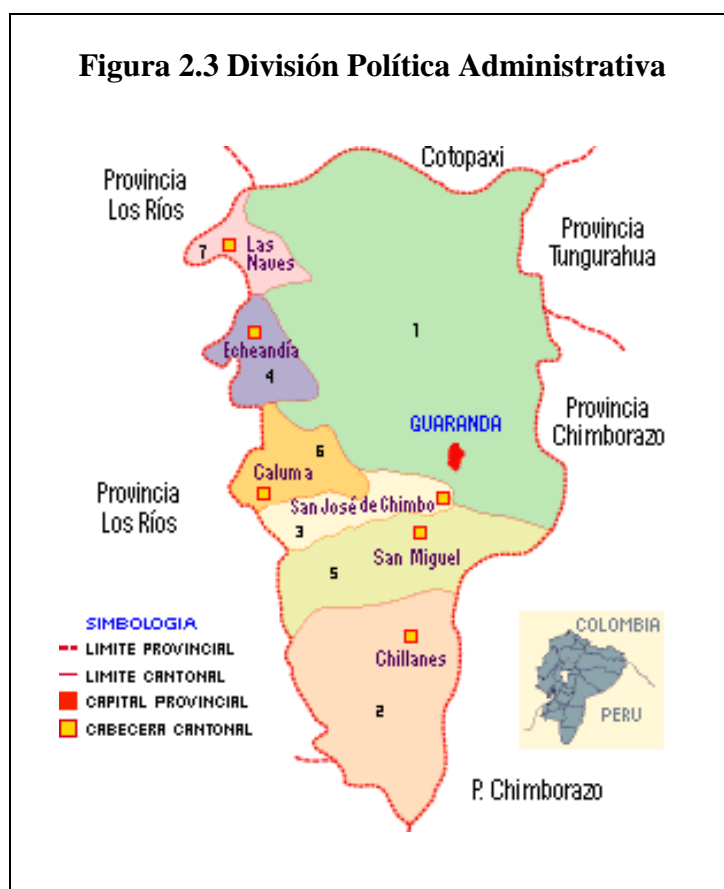 Figura 2.3 División Política Administrativa
Cotopaxi
Provincia
Los Ríos
Provincia
Tungurahua
7
Las
Naves
1
Echeandía
4
Provincia
Chimborazo
GUARANDA
6
Caluma
Provincia
Los Ríos
San José de Chimbo
3
San Miguel
5
SIMBOLOGIA
LIMITE PROVINCIAL
LIMITE CANTONAL
CAPITAL PROVINCIAL
CABECERA CANTONAL
Chillanes
2
COLOMBIA
PERU
P. Chimborazo